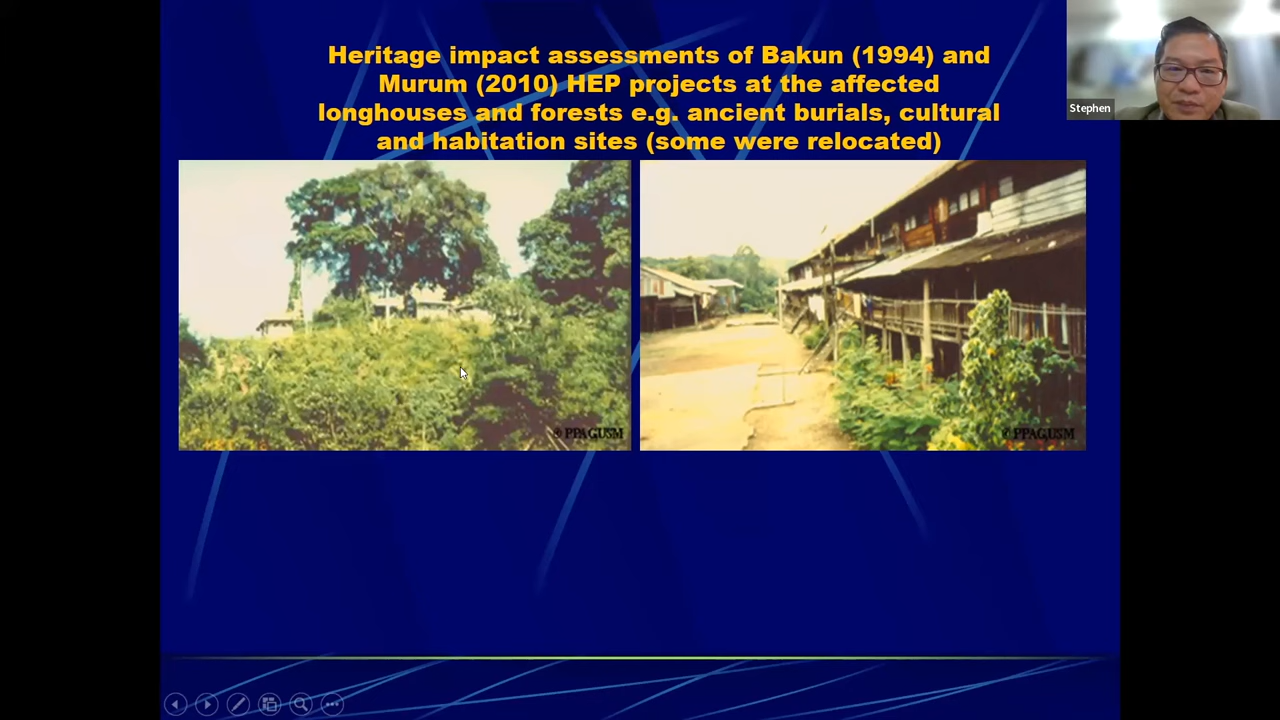 Heritage impact assessments of Bakun (1994) and
Murum (2010) HEP projects at the affected
longhouses and forests e.g. ancient burials, cultural
and habitation sites (some were relocated)
Stephen
© PPAGUSM
© PPAGUSM